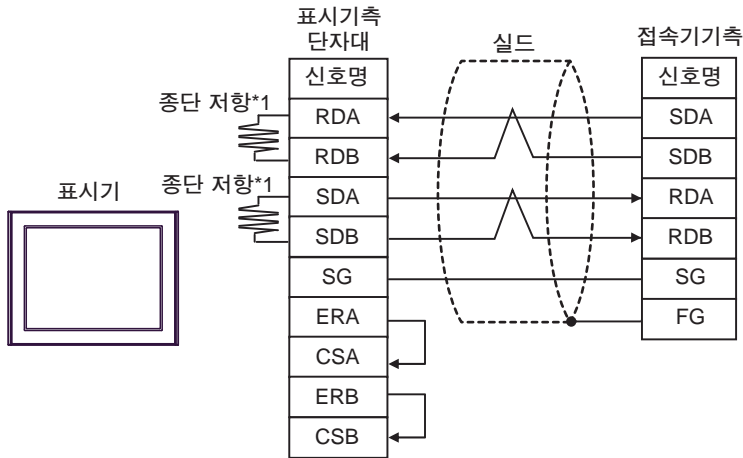 표시기측
단자대
실드
접속기기측
신호명
신호명
종단 저항*1
RDA
SDA
RDB
SDB
표시기
종단 저항*1
SDA
RDA
SDB
RDB
SG
SG
ERA
FG
CSA
ERB
CSB